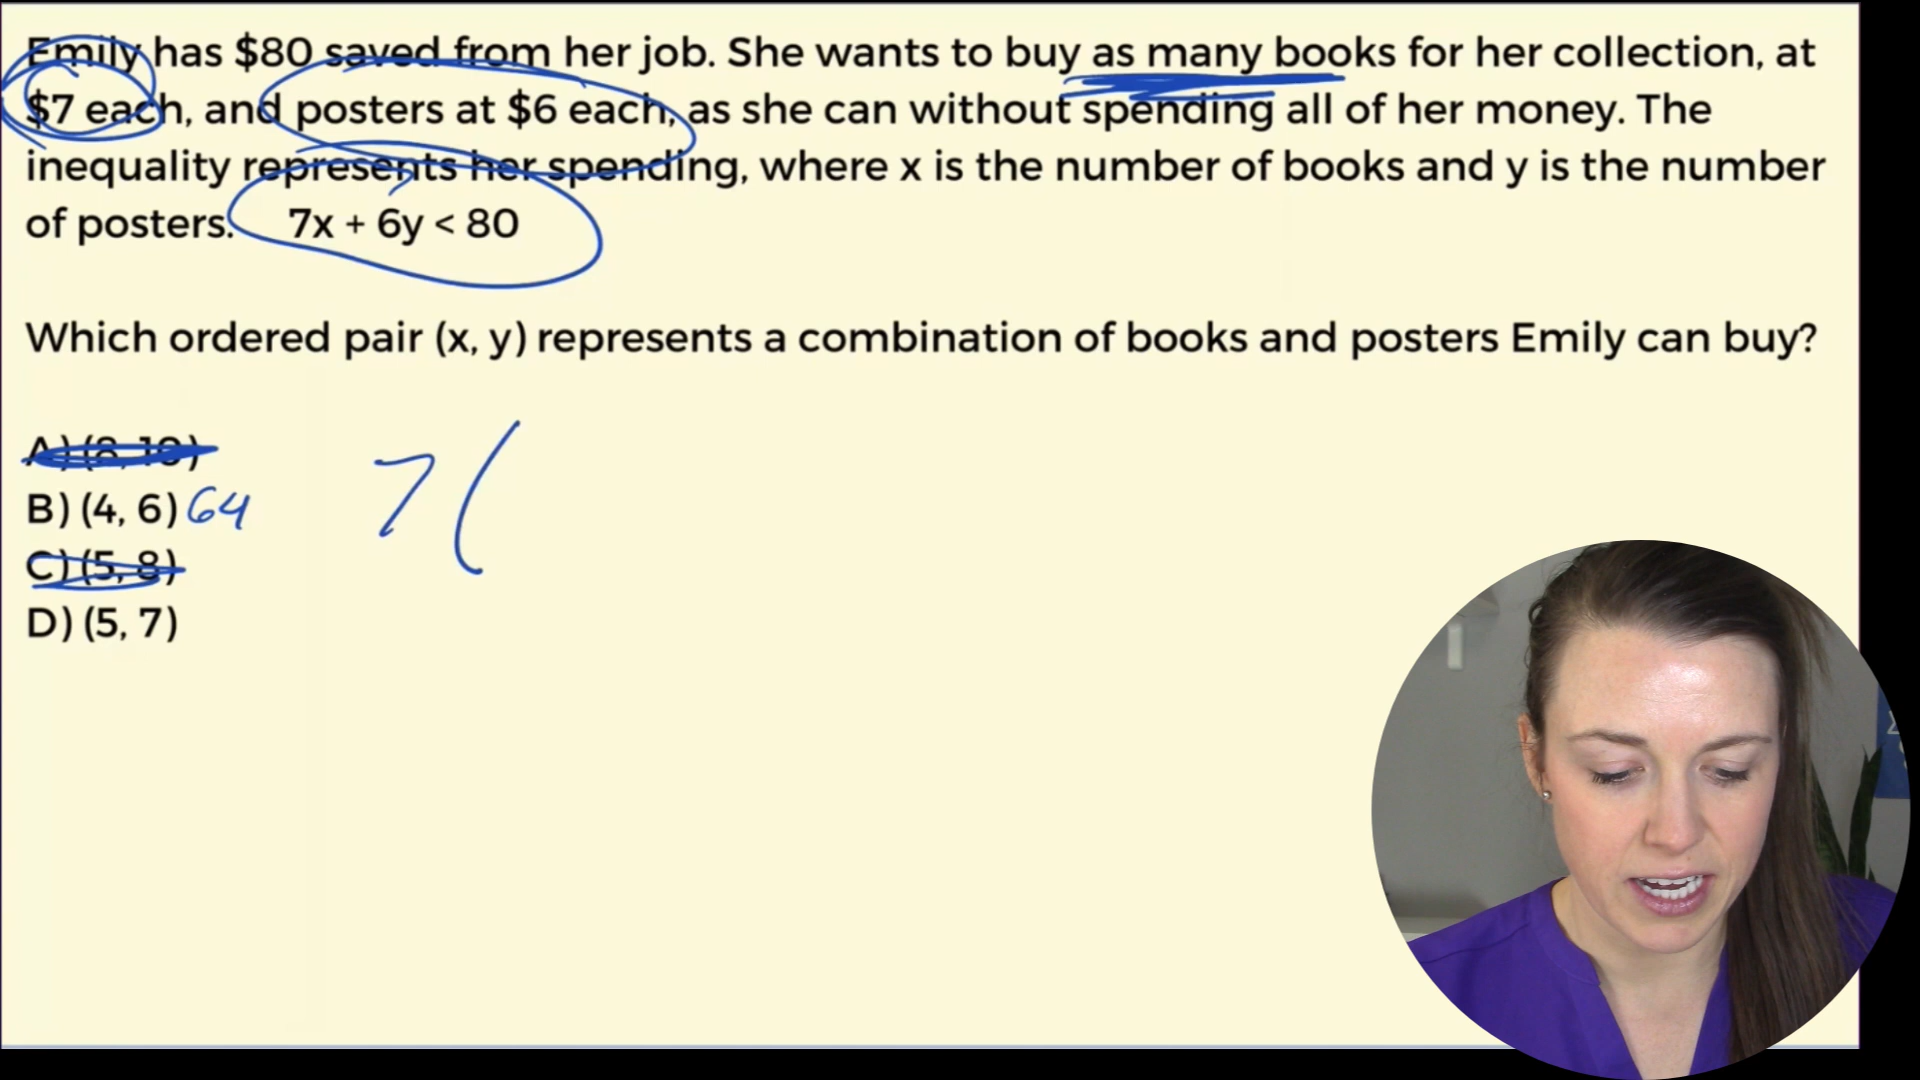 Emily has $80 saved from her job. She wants to buy as many books for her collection, at
$7 each, and posters at $6 each, as she can without spending all of her money. The
inequality represents her spending, where x is the number of books and y is the number
of posters. 7x + 6y < 80
Which ordered pair (x, y) represents a combination of books and posters Emily can buy?
A) (8, 10)
B) (4, 6) 64
7(
C) (5, 8)
D) (5, 7)